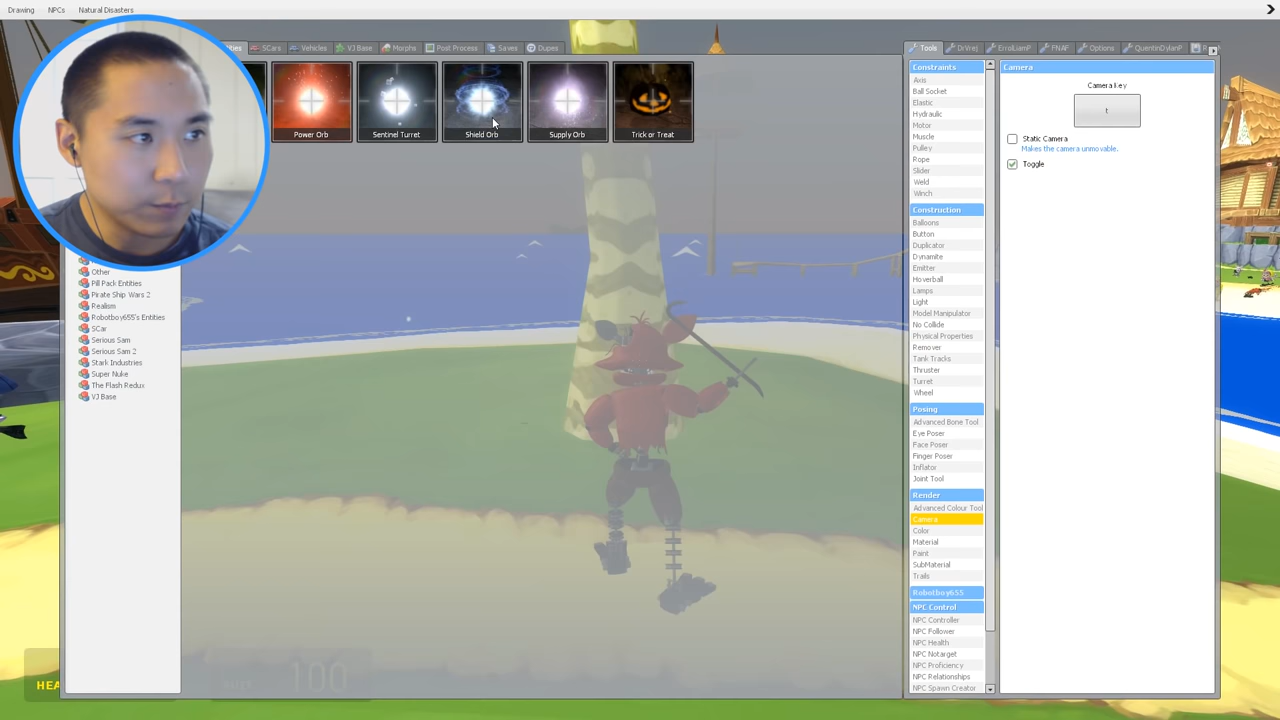 Drawing NPCs Natural Disasters
SCars Vehicles VJ Base Morphs Post Process Saves Dupes
Power Orb Sentinel Turret Shield Orb Supply Orb Trick or Treat
Other
Pill Pack Entities
Pirate Ship Wars 2
Realism
Robotboy655's Entities
SCar
Serious Sam
Serious Sam 2
Stark Industries
Super Nuke
The Flash Redux
VJ Base
100
Tools DrVrej ErrolLiamP FNAF Options QuentinDylanP
Constraints
Axis
Ball Socket
Elastic
Hydraulic
Motor
Muscle
Pulley
Rope
Slider
Weld
Winch
Construction
Balloons
Button
Duplicator
Dynamite
Emitter
Hoverball
Lamps
Light
Model Manipulator
No Collide
Physical Properties
Remover
Tank Tracks
Thruster
Turret
Wheel
Posing
Advanced Bone Tool
Eye Poser
Face Poser
Finger Poser
Inflator
Joint Tool
Render
Advanced Colour Tool
Camera
Color
Material
Paint
SubMaterial
Trails
Robotboy655
NPC Control
NPC Controller
NPC Follower
NPC Health
NPC Notarget
NPC Proficiency
NPC Relationships
NPC Spawn Creator
Camera
Camera Key
t
Static Camera
Makes the camera unmovable.
Toggle